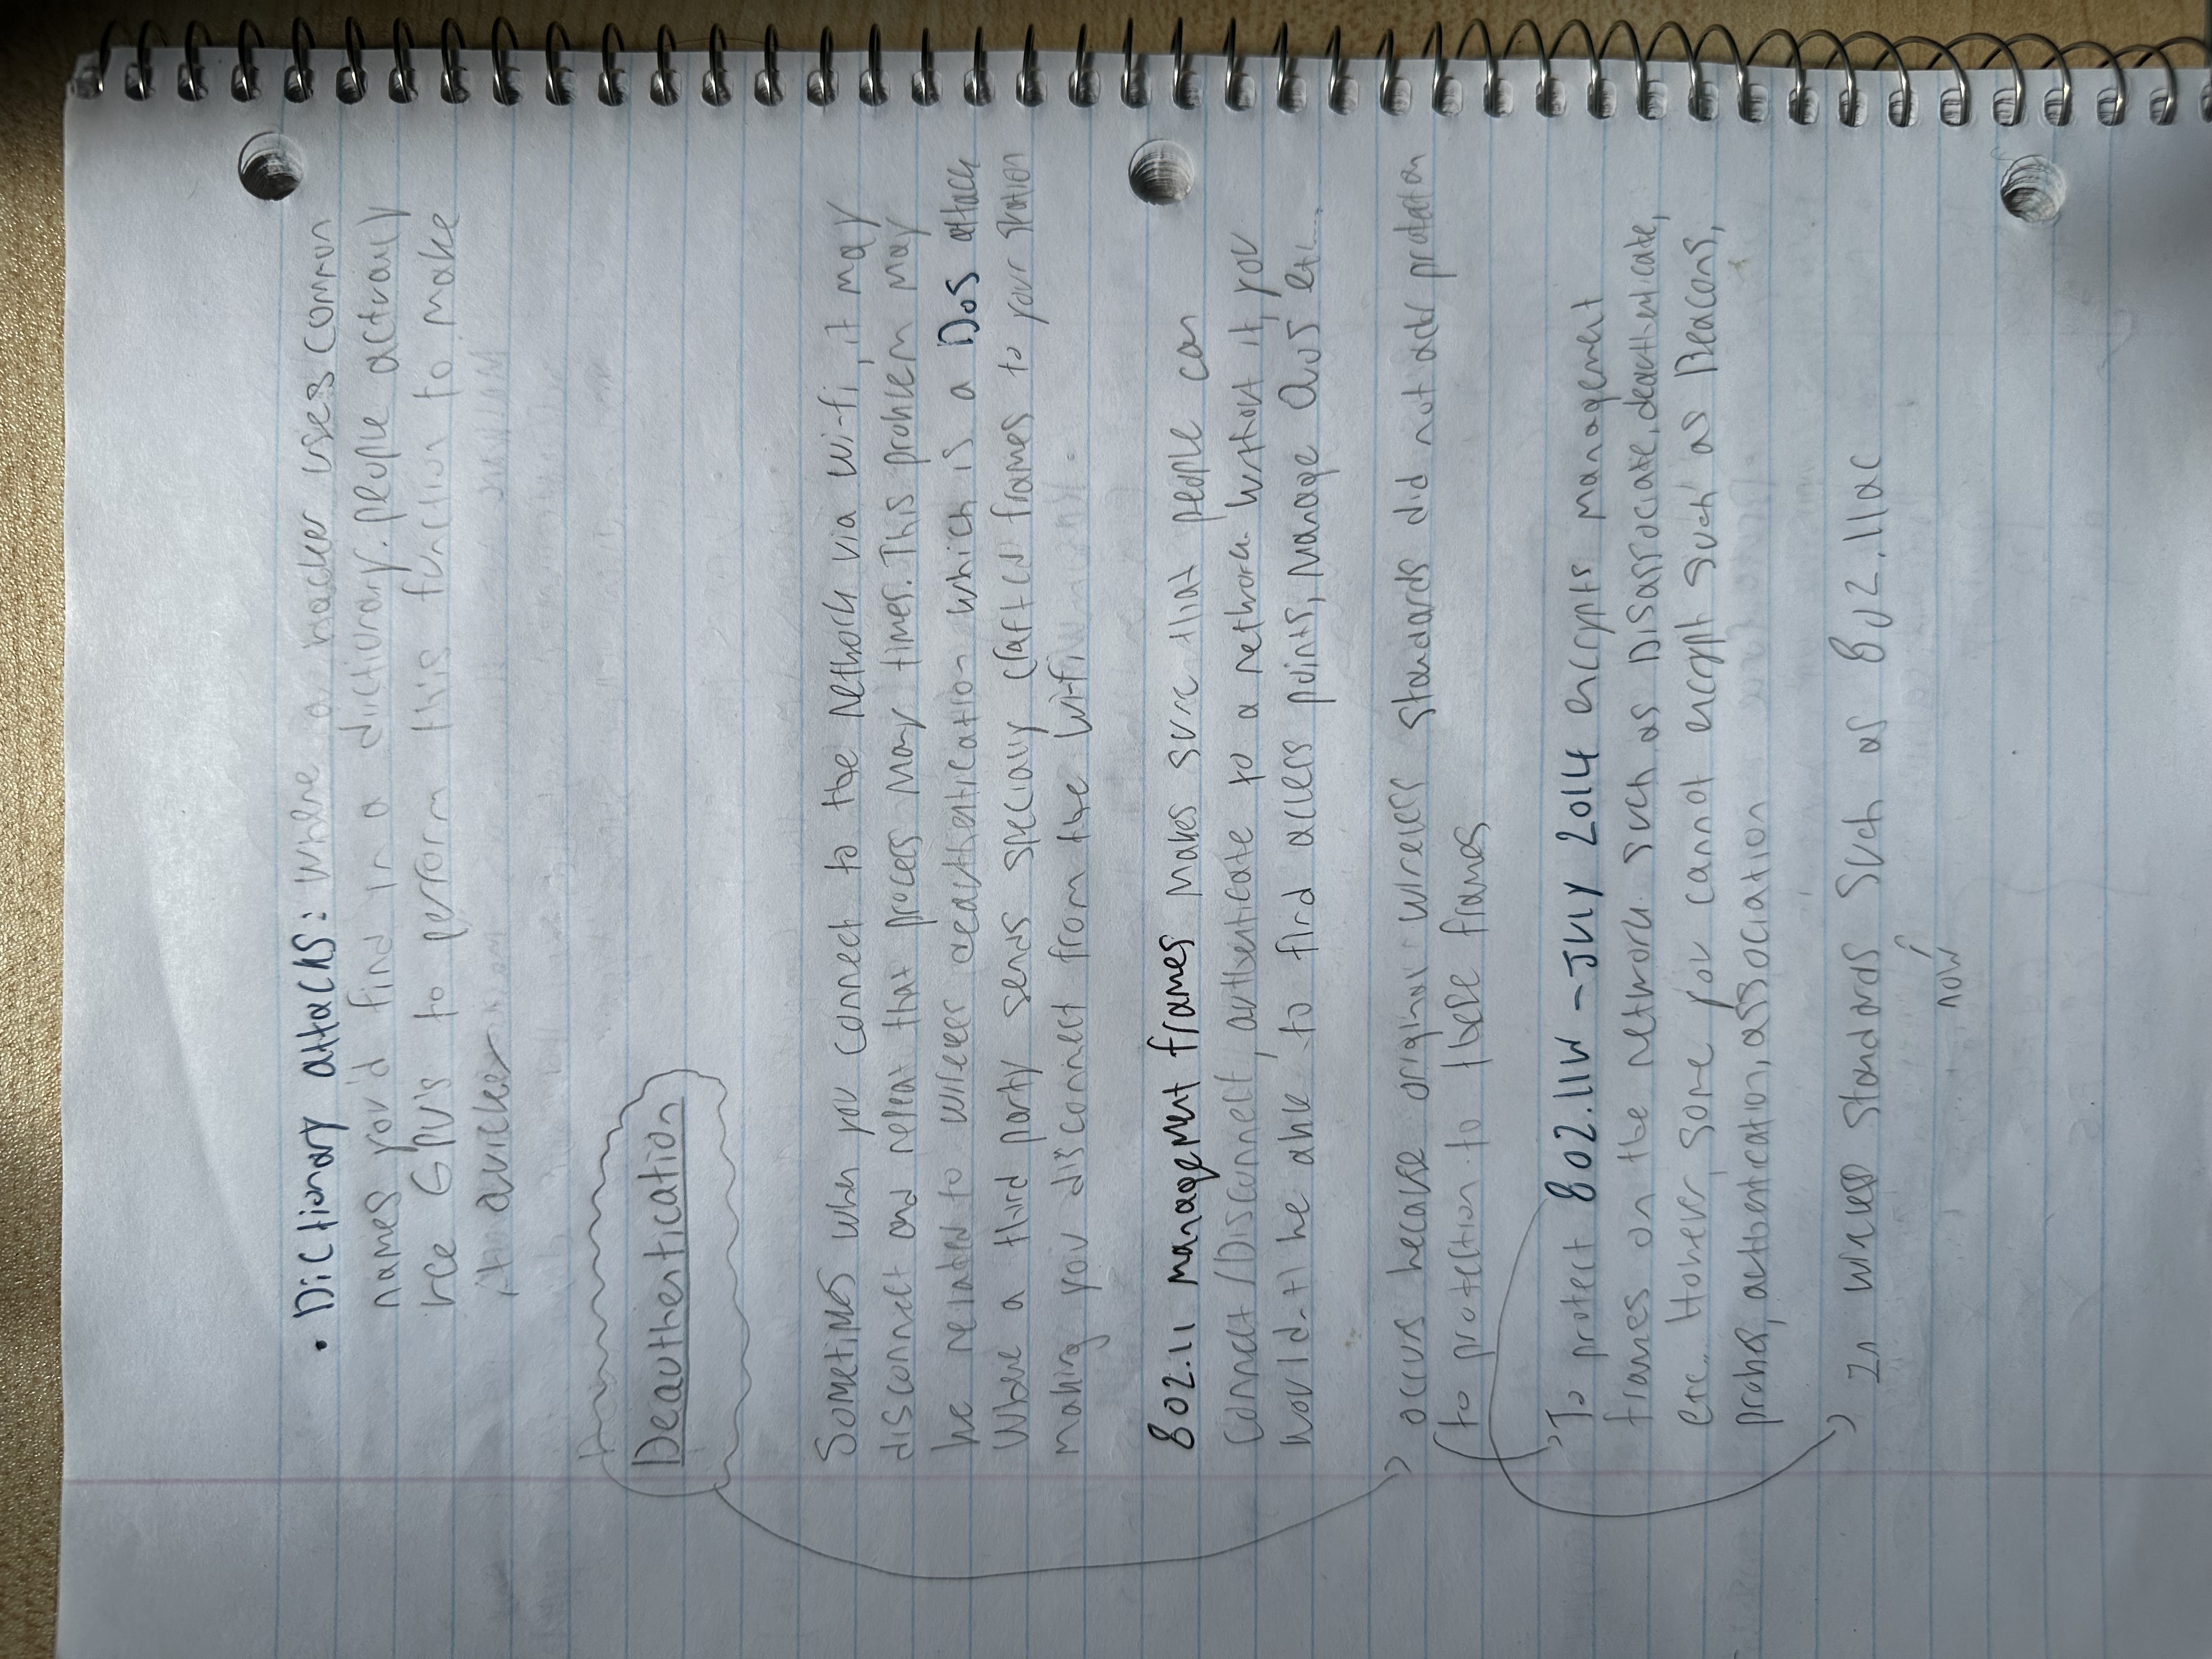 • Dictionary attacks: where a hacker uses common
names you'd find in a dictionary. people actually
use GPU's to perform this function to make
it quicker
Deauthentication
Sometimes when you connect to the network via Wi-fi, it may
disconnect and repeat that process many times. This problem may
be related to wireless deauthentication which is a DoS attack
Where a third party sends specially crafted frames to your station
making you disconnect from the Wi-fi
802.11 management frames makes sure that people can
connect/Disconnect, authenticate to a network. Without it, you
wouldn't be able to find access points, manage QoS etc...
occurs because original wireless standards did not add protection
to protection to these frames
To protect 802.11W - July 2014 encrypts management
frames on the network such as Disassociate, deauthenticate,
etc.. However, some you cannot encrypt such as Beacons,
probes, authentication, association
In wireless standards such as 802.11ac
now